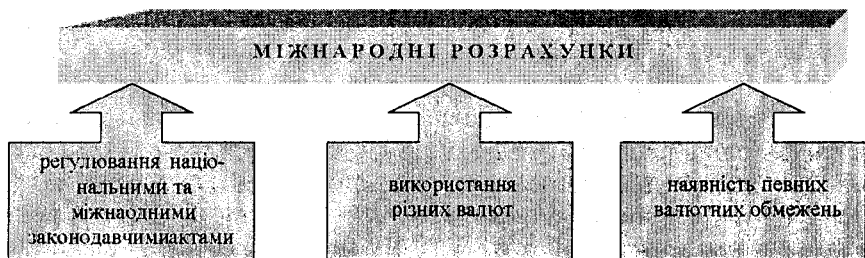 МІЖНАРОДНІ РОЗРАХУНКИ
регулювання націо-
нальними та
міжнаодними
законодавчимиактами
використання
різних валют
наявність певних
валютних обмежень